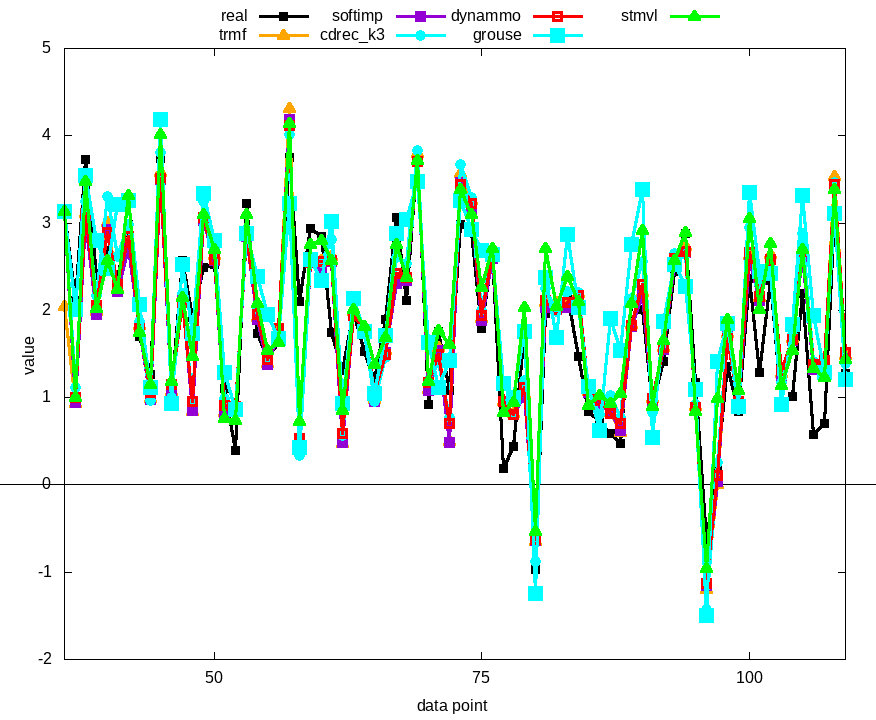 real softimp dynammo stmvl
trmf cdrec_k3 grouse
5
4
3
2
1
0
-1
-2
value
50 75 100
data point